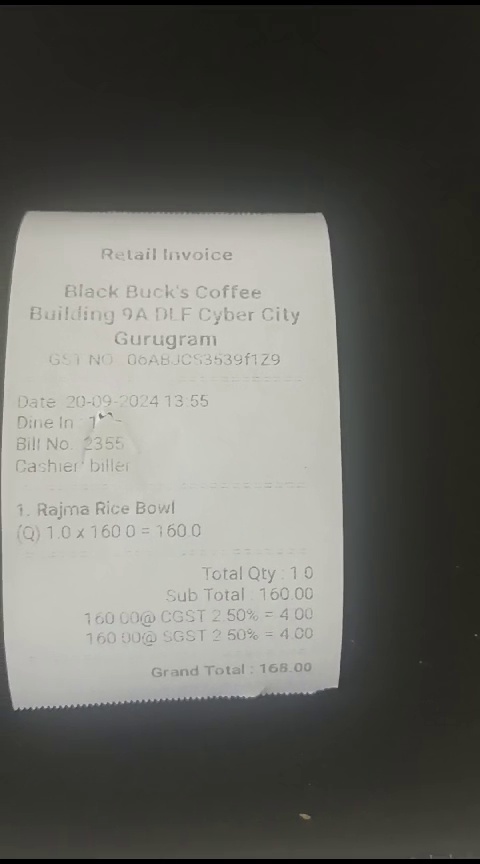 Retail Invoice
Black Buck's Coffee
Building 9A DLF Cyber City
Gurugram
GST NO 06ABJCS3539f1Z9
Date 20-09-2024 13:55
Dine In :
Bill No. 2355
Cashier: biller
1. Rajma Rice Bowl
(Q) 1.0 x 160.0 = 160.0
Total Qty : 1.0
Sub Total : 160.00
160.00@ CGST 2.50% = 4.00
160.00@ SGST 2.50% = 4.00
Grand Total : 168.00